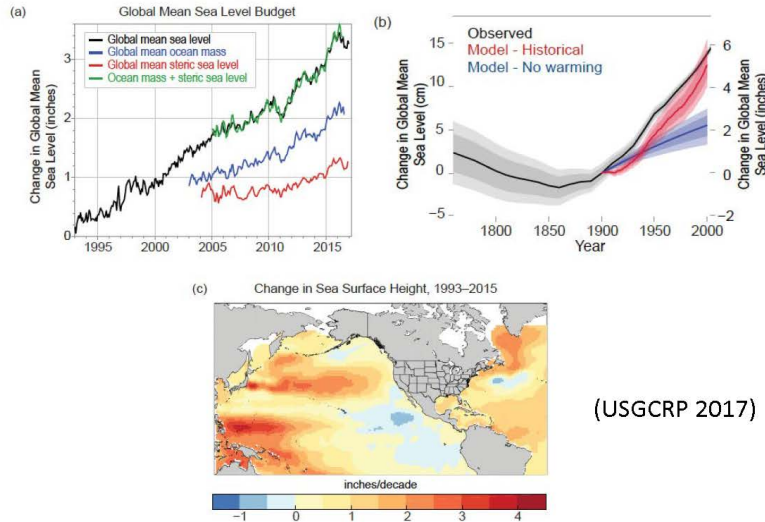 (a)
Global Mean Sea Level Budget
Global mean sea level
Global mean ocean mass
Global mean steric sea level
Ocean mass + steric sea level
Change in Global Mean
Sea Level (inches)
3
2
1
0
1995
2000
2005
2010
2015
(b)
Observed
Model - Historical
Model - No warming
Change in Global Mean
Sea Level (cm)
15
10
5
0
−5
6
4
2
0
−2
Change in Global Mean
Sea Level (inches)
1800
1850
1900
1950
2000
Year
(c)
Change in Sea Surface Height, 1993–2015
inches/decade
−1
0
1
2
3
4
(USGCRP 2017)